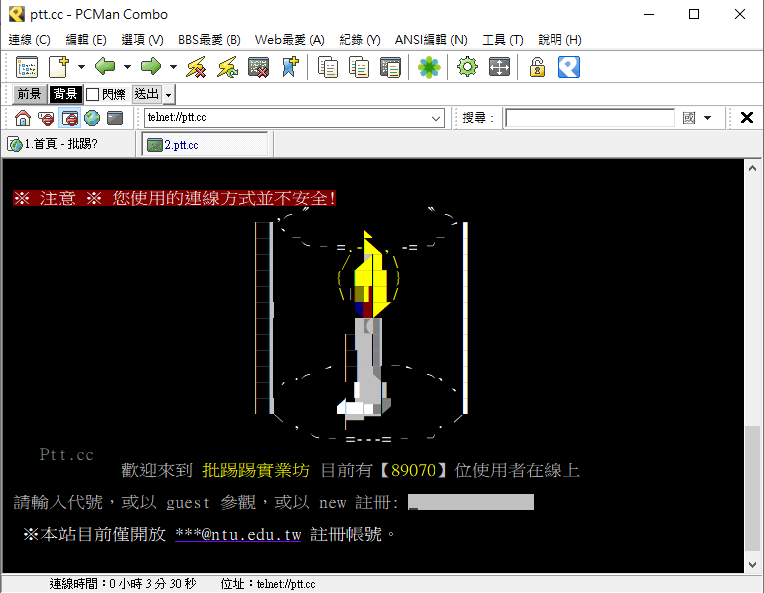 ptt.cc - PCMan Combo
連線 (C) 編輯 (E) 選項 (V) BBS最愛 (B) Web最愛 (A) 紀錄 (Y) ANSI編輯 (N) 工具 (T) 說明 (H)
前景 背景 閃爍 送出
telnet://ptt.cc 搜尋：
1.首頁 - 批踢? 2.ptt.cc
※ 注意 ※ 您使用的連線方式並不安全!
Ptt.cc
歡迎來到 批踢踢實業坊 目前有【89070】位使用者在線上
請輸入代號，或以 guest 參觀，或以 new 註冊:
※本站目前僅開放 ***@ntu.edu.tw 註冊帳號。
連線時間：0 小時 3 分 30 秒 位址：telnet://ptt.cc